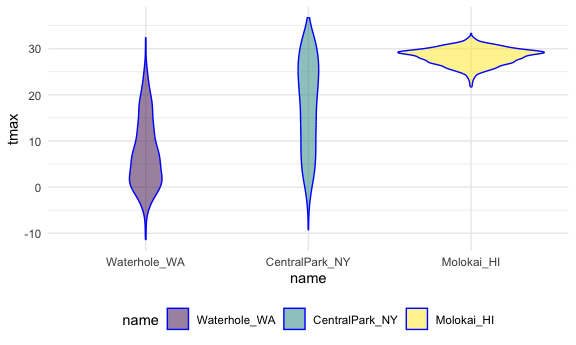 tmax
30
20
10
0
-10
Waterhole_WA CentralPark_NY Molokai_HI
name
name Waterhole_WA CentralPark_NY Molokai_HI